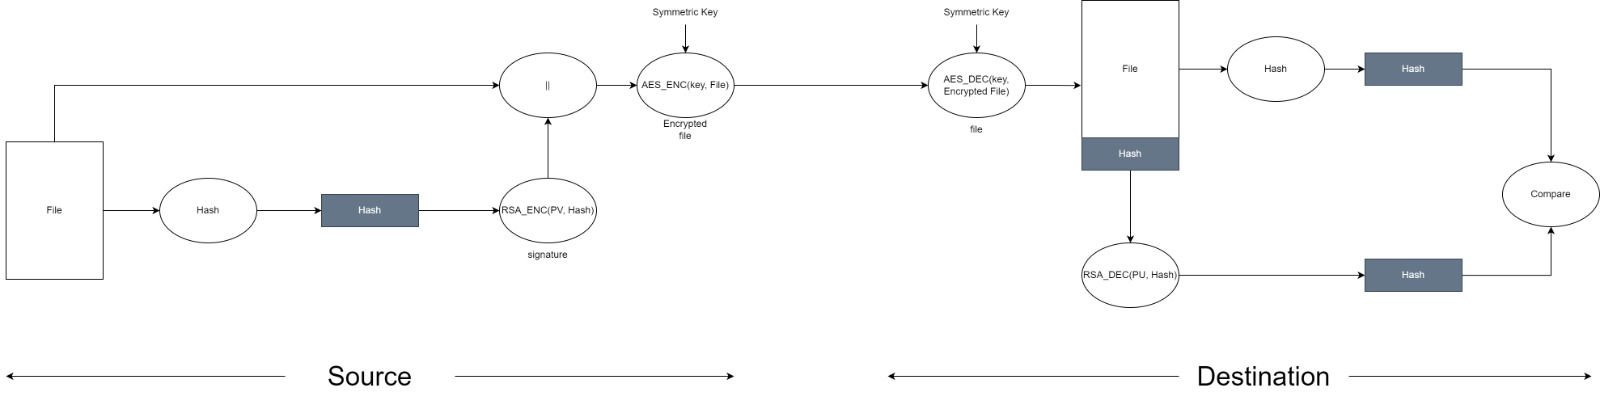 Symmetric Key
Symmetric Key
||
AES_ENC(key, File)
Encrypted
file
AES_DEC(key,
Encrypted File)
file
File
Hash
Hash
Hash
File
Hash
Hash
RSA_ENC(PV, Hash)
signature
Compare
RSA_DEC(PU, Hash)
Hash
Source
Destination